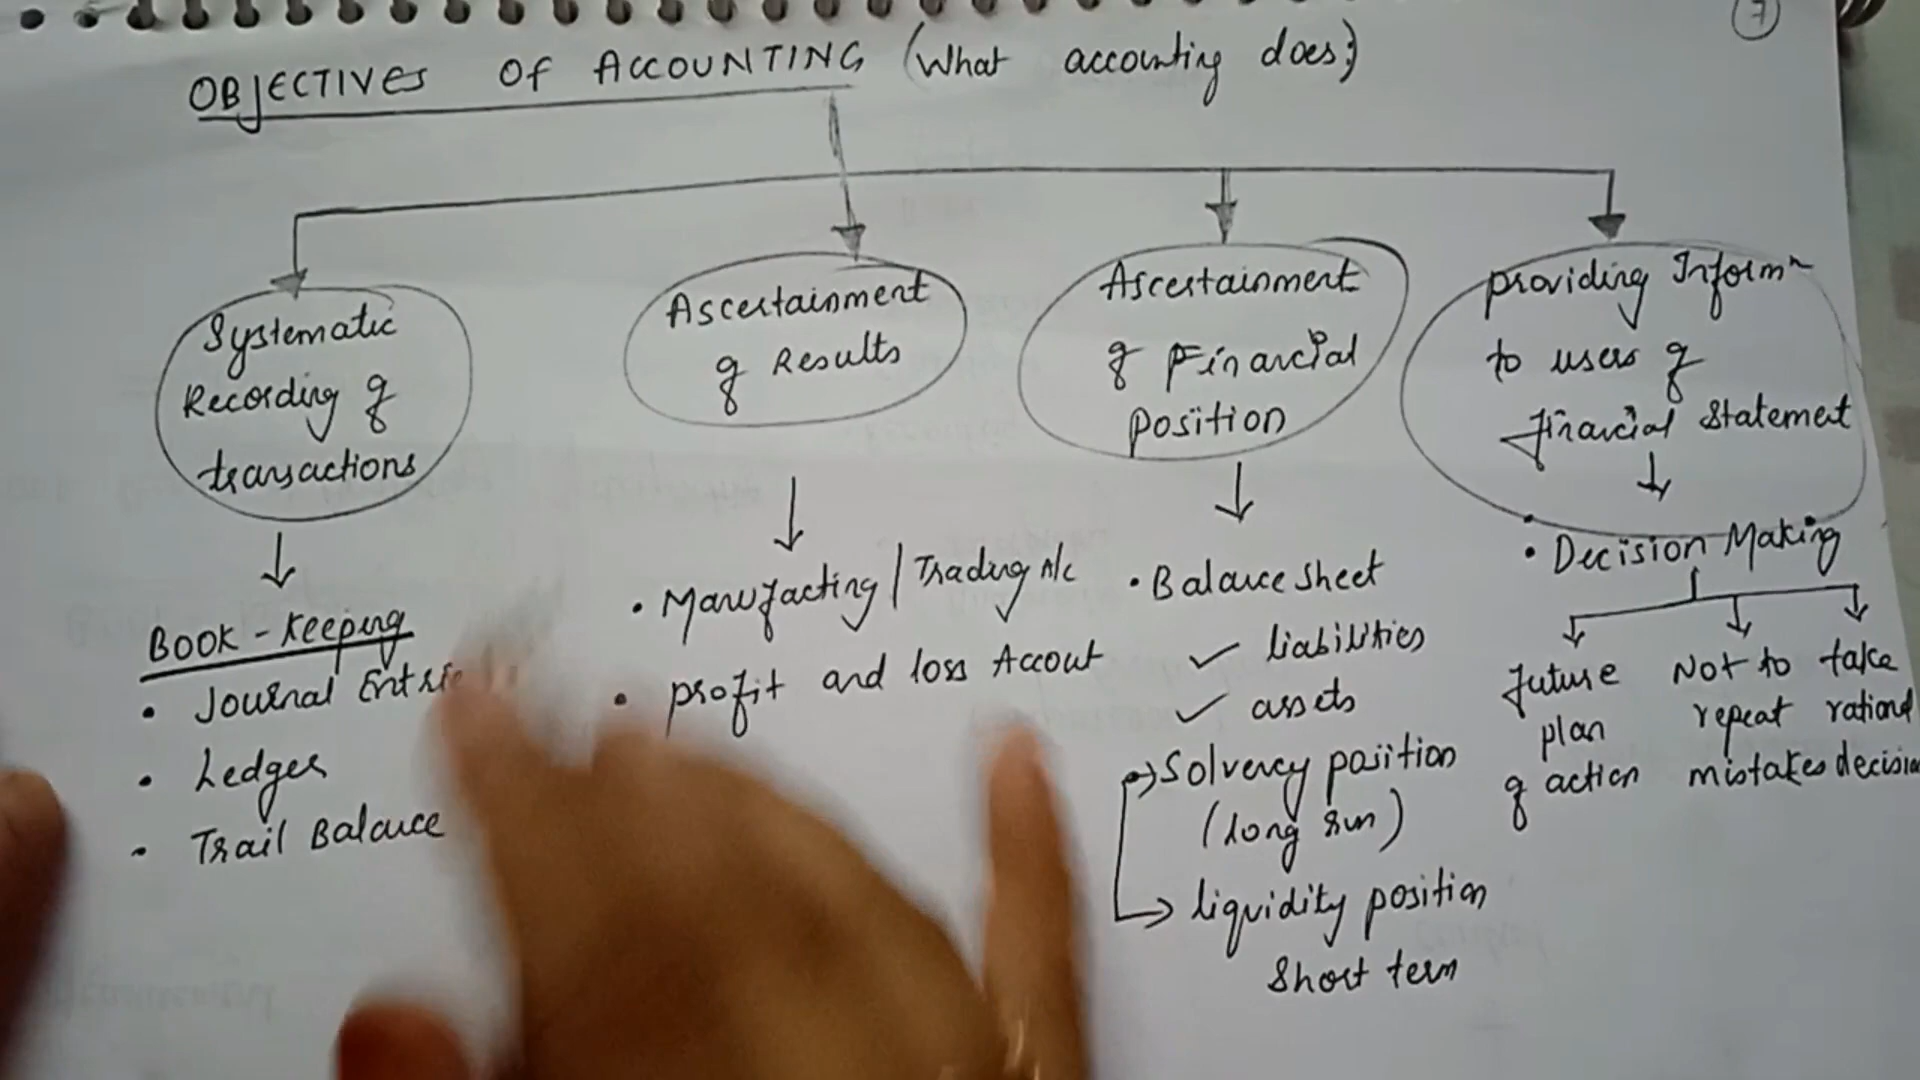 7
OBJECTIVES OF ACCOUNTING (What accounting does?)
Systematic
Recording of
transactions
BOOK - Keeping
• Journal Entrie
• Ledger
• Trail Balance
Ascertainment
of Results
• Manufacting / Trading A/c
• profit and loss Accout
Ascertainment
of Financial
position
• Balance sheet
✓ liabilities
✓ assets
→ Solvency position
(long run)
→ liquidity position
Short term
providing Informn
to users of
financial statement
• Decision Making
future
plan
of action
Not to
repeat
mistakes
take
rational
decision